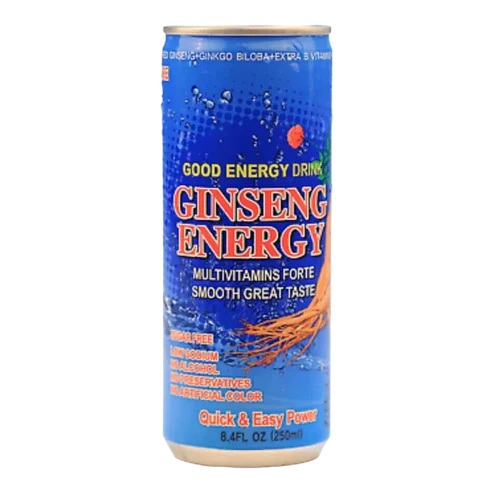 GINSENG+GINKGO BILOBA+EXTRA B VITAMIN
GOOD ENERGY DRINK
GINSENG
ENERGY
MULTIVITAMINS FORTE
SMOOTH GREAT TASTE
SUGAR FREE
LOW SODIUM
NO ALCOHOL
NO PRESERVATIVES
NO ARTIFICIAL COLOR
Quick & Easy Power
8.4FL OZ (250ml)